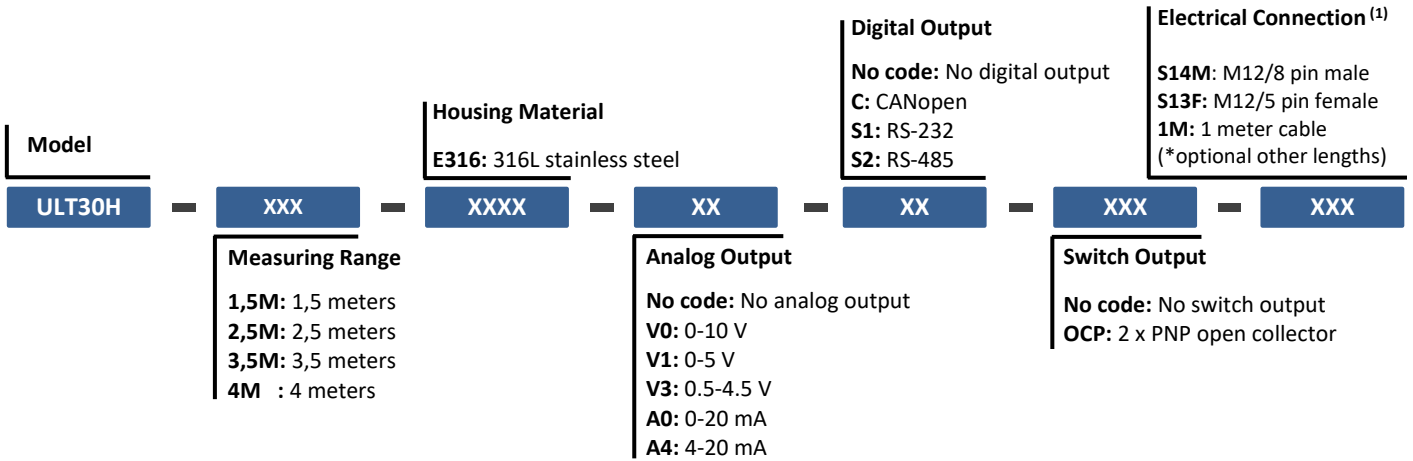 Model
Housing Material
E316: 316L stainless steel
Digital Output
No code: No digital output
C: CANopen
S1: RS-232
S2: RS-485
Electrical Connection (1)
S14M: M12/8 pin male
S13F: M12/5 pin female
1M: 1 meter cable
(*optional other lengths)
ULT30H - XXX - XXXX - XX - XX - XXX - XXX
Measuring Range
1,5M: 1,5 meters
2,5M: 2,5 meters
3,5M: 3,5 meters
4M : 4 meters
Analog Output
No code: No analog output
V0: 0-10 V
V1: 0-5 V
V3: 0.5-4.5 V
A0: 0-20 mA
A4: 4-20 mA
Switch Output
No code: No switch output
OCP: 2 x PNP open collector